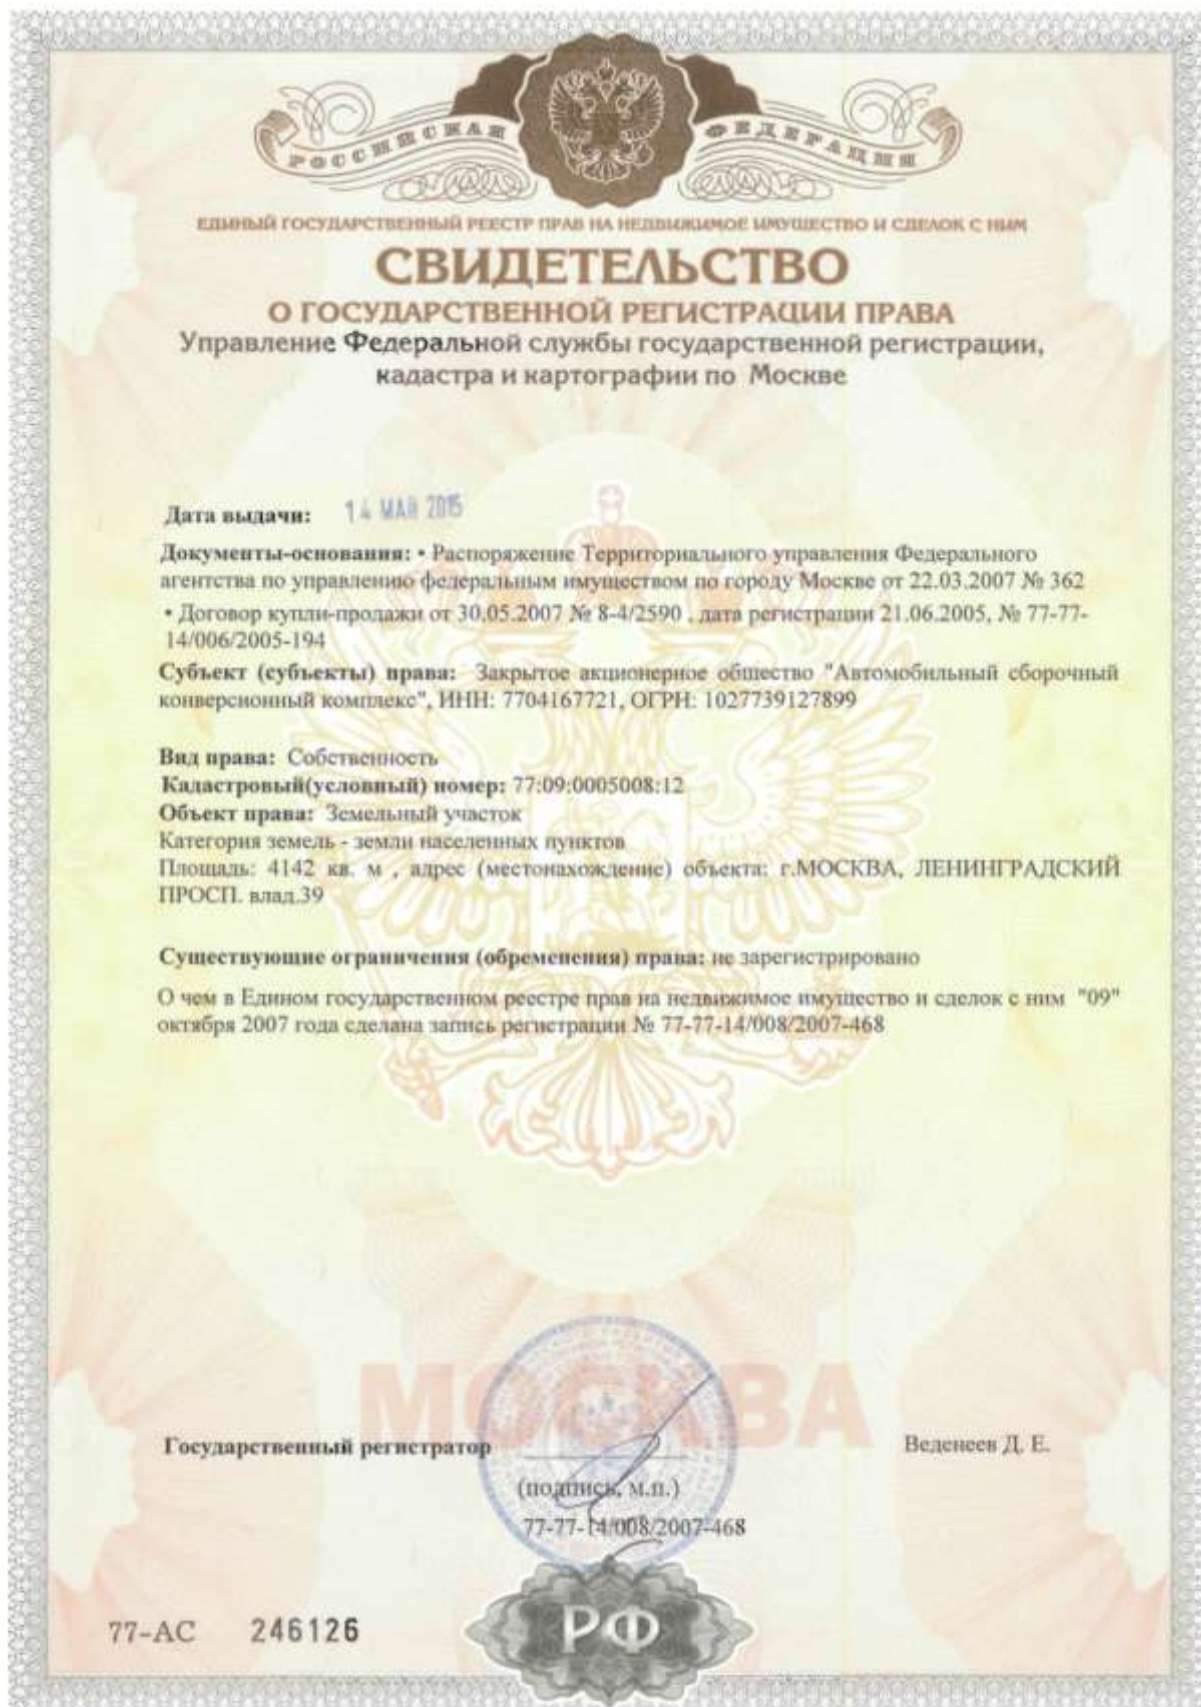 РОССИЙСКАЯ ФЕДЕРАЦИЯ
ЕДИНЫЙ ГОСУДАРСТВЕННЫЙ РЕЕСТР ПРАВ НА НЕДВИЖИМОЕ ИМУЩЕСТВО И СДЕЛОК С НИМ
СВИДЕТЕЛЬСТВО
О ГОСУДАРСТВЕННОЙ РЕГИСТРАЦИИ ПРАВА
Управление Федеральной службы государственной регистрации,
кадастра и картографии по Москве
Дата выдачи: 14 МАЯ 2015
Документы-основания: • Распоряжение Территориального управления Федерального
агентства по управлению федеральным имуществом по городу Москве от 22.03.2007 № 362
• Договор купли-продажи от 30.05.2007 № 8-4/2590 , дата регистрации 21.06.2005, № 77-77-
14/006/2005-194
Субъект (субъекты) права: Закрытое акционерное общество "Автомобильный сборочный
конверсионный комплекс", ИНН: 7704167721, ОГРН: 1027739127899
Вид права: Собственность
Кадастровый(условный) номер: 77:09:0005008:12
Объект права: Земельный участок
Категория земель - земли населенных пунктов
Площадь: 4142 кв. м , адрес (местонахождение) объекта: г.МОСКВА, ЛЕНИНГРАДСКИЙ
ПРОСП. влад.39
Существующие ограничения (обременения) права: не зарегистрировано
О чем в Едином государственном реестре прав на недвижимое имущество и сделок с ним "09"
октября 2007 года сделана запись регистрации № 77-77-14/008/2007-468
МОСКВА
Государственный регистратор Веденеев Д. Е.
(подпись, м.п.)
77-77-14/008/2007-468
РФ
77-АС 246126